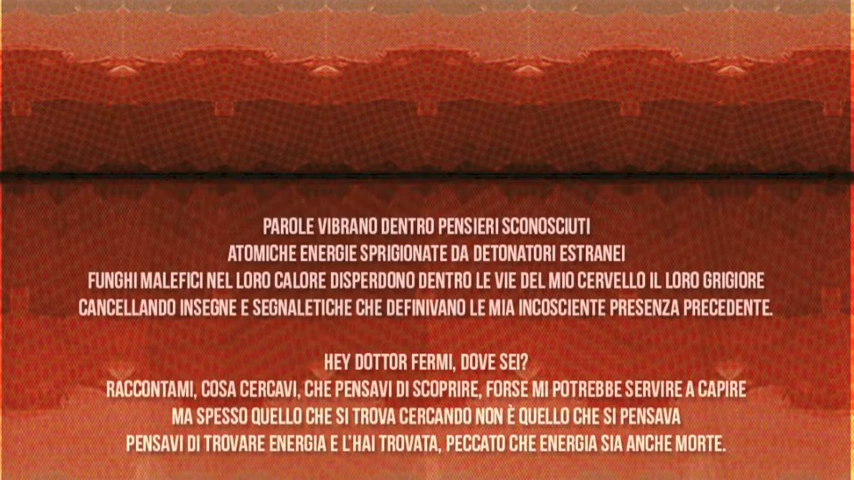 PAROLE VIBRANO DENTRO PENSIERI SCONOSCIUTI
ATOMICHE ENERGIE SPRIGIONATE DA DETONATORI ESTRANEI
FUNGHI MALEFICI NEL LORO CALORE DISPERDONO DENTRO LE VIE DEL MIO CERVELLO IL LORO GRIGIORE
CANCELLANDO INSEGNE E SEGNALETICHE CHE DEFINIVANO LE MIA INCOSCIENTE PRESENZA PRECEDENTE.
HEY DOTTOR FERMI, DOVE SEI?
RACCONTAMI, COSA CERCAVI, CHE PENSAVI DI SCOPRIRE, FORSE MI POTREBBE SERVIRE A CAPIRE
MA SPESSO QUELLO CHE SI TROVA CERCANDO NON È QUELLO CHE SI PENSAVA
PENSAVI DI TROVARE ENERGIA E L'HAI TROVATA, PECCATO CHE ENERGIA SIA ANCHE MORTE.